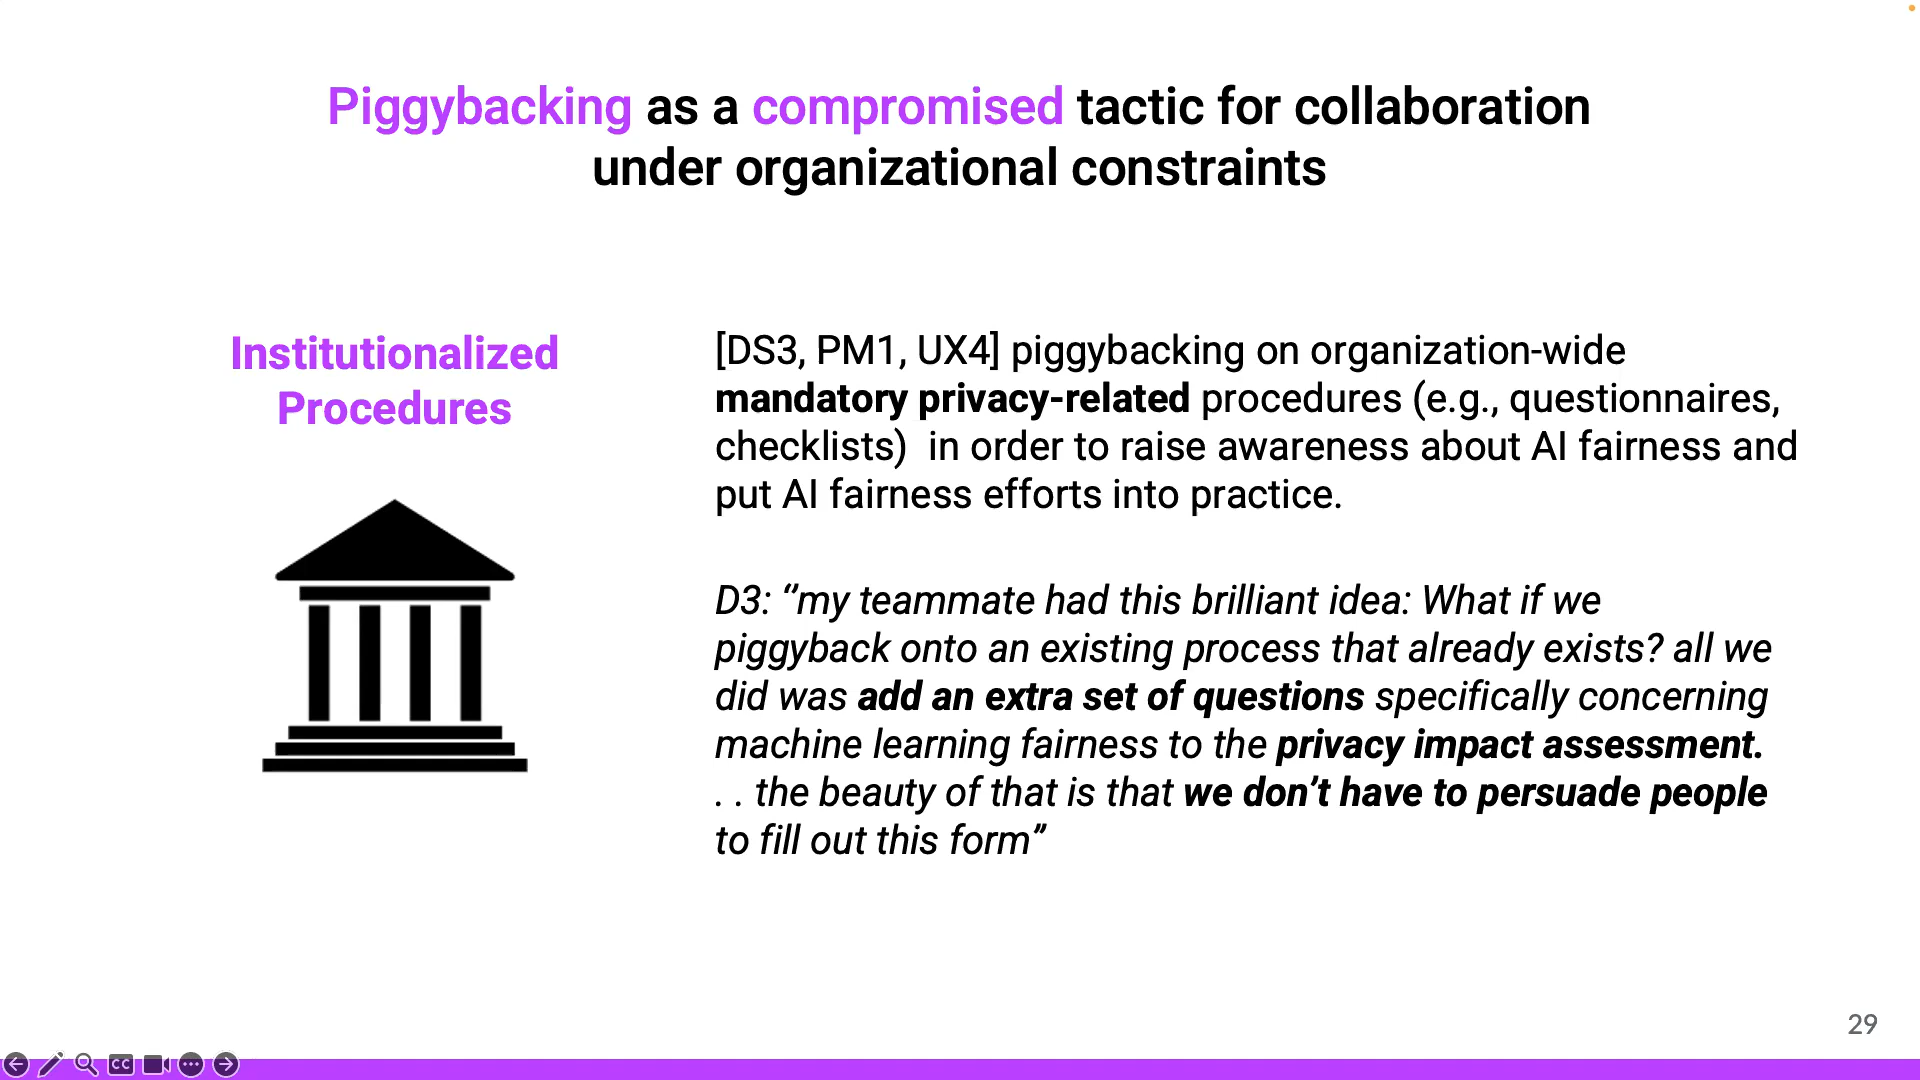 Piggybacking as a compromised tactic for collaboration
under organizational constraints
Institutionalized
Procedures
[DS3, PM1, UX4] piggybacking on organization-wide
mandatory privacy-related procedures (e.g., questionnaires,
checklists)  in order to raise awareness about AI fairness and
put AI fairness efforts into practice.
D3: “my teammate had this brilliant idea: What if we
piggyback onto an existing process that already exists? all we
did was add an extra set of questions specifically concerning
machine learning fairness to the privacy impact assessment.
. . the beauty of that is that we don’t have to persuade people
to fill out this form”
29
CC